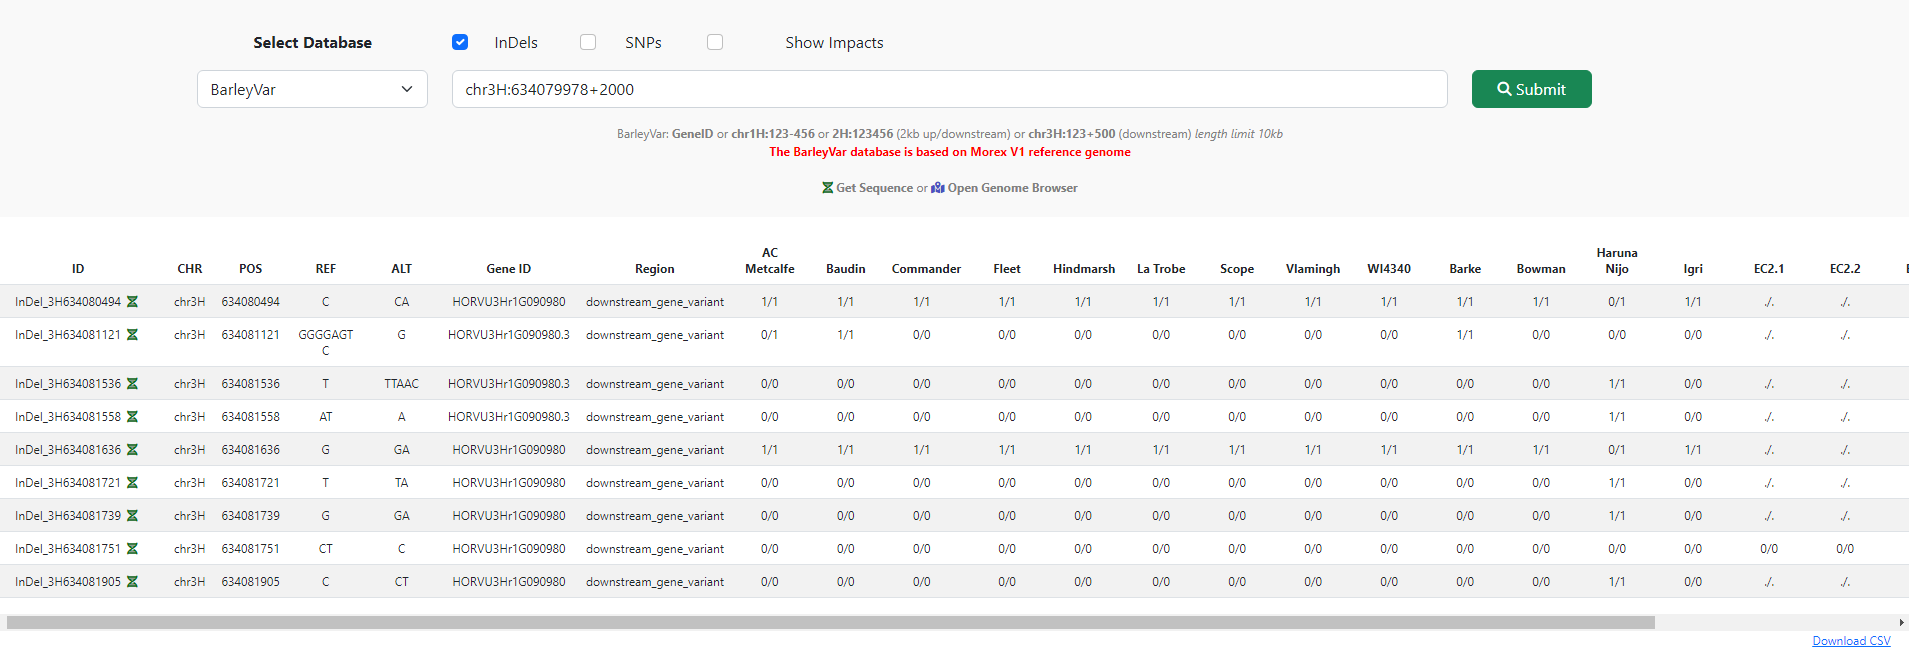 Select Database InDels SNPs Show Impacts
BarleyVar chr3H:634079978+2000 Submit
BarleyVar: GeneID or chr1H:123-456 or 2H:123456 (2kb up/downstream) or chr3H:123+500 (downstream) length limit 10kb
The BarleyVar database is based on Morex V1 reference genome
Get Sequence or Open Genome Browser
ID CHR POS REF ALT Gene ID Region AC Metcalfe Baudin Commander Fleet Hindmarsh La Trobe Scope Vlamingh WI4340 Barke Bowman Haruna Nijo Igri EC2.1 EC2.2
InDel_3H634080494 chr3H 634080494 C CA HORVU3Hr1G090980 downstream_gene_variant 1/1 1/1 1/1 1/1 1/1 1/1 1/1 1/1 1/1 1/1 1/1 0/1 1/1 ./. ./.
InDel_3H634081121 chr3H 634081121 GGGGAGT G HORVU3Hr1G090980.3 downstream_gene_variant 0/1 1/1 0/0 0/0 0/0 0/0 0/0 0/0 0/0 1/1 0/0 0/0 0/0 ./. ./.
C
InDel_3H634081536 chr3H 634081536 T TTAAC HORVU3Hr1G090980.3 downstream_gene_variant 0/0 0/0 0/0 0/0 0/0 0/0 0/0 0/0 0/0 0/0 0/0 1/1 0/0 ./. ./.
InDel_3H634081558 chr3H 634081558 AT A HORVU3Hr1G090980.3 downstream_gene_variant 0/0 0/0 0/0 0/0 0/0 0/0 0/0 0/0 0/0 0/0 0/0 1/1 0/0 ./. ./.
InDel_3H634081636 chr3H 634081636 G GA HORVU3Hr1G090980 downstream_gene_variant 1/1 1/1 1/1 1/1 1/1 1/1 1/1 1/1 1/1 1/1 1/1 0/1 1/1 ./. ./.
InDel_3H634081721 chr3H 634081721 T TA HORVU3Hr1G090980 downstream_gene_variant 0/0 0/0 0/0 0/0 0/0 0/0 0/0 0/0 0/0 0/0 0/0 1/1 0/0 ./. ./.
InDel_3H634081739 chr3H 634081739 G GA HORVU3Hr1G090980 downstream_gene_variant 0/0 0/0 0/0 0/0 0/0 0/0 0/0 0/0 0/0 0/0 0/0 1/1 0/0 ./. ./.
InDel_3H634081751 chr3H 634081751 CT C HORVU3Hr1G090980 downstream_gene_variant 0/0 0/0 0/0 0/0 0/0 0/0 0/0 0/0 0/0 0/0 0/0 0/0 0/0 0/0 0/0
InDel_3H634081905 chr3H 634081905 C CT HORVU3Hr1G090980 downstream_gene_variant 0/0 0/0 0/0 0/0 0/0 0/0 0/0 0/0 0/0 0/0 0/0 1/1 0/0 ./. ./.
Download CSV